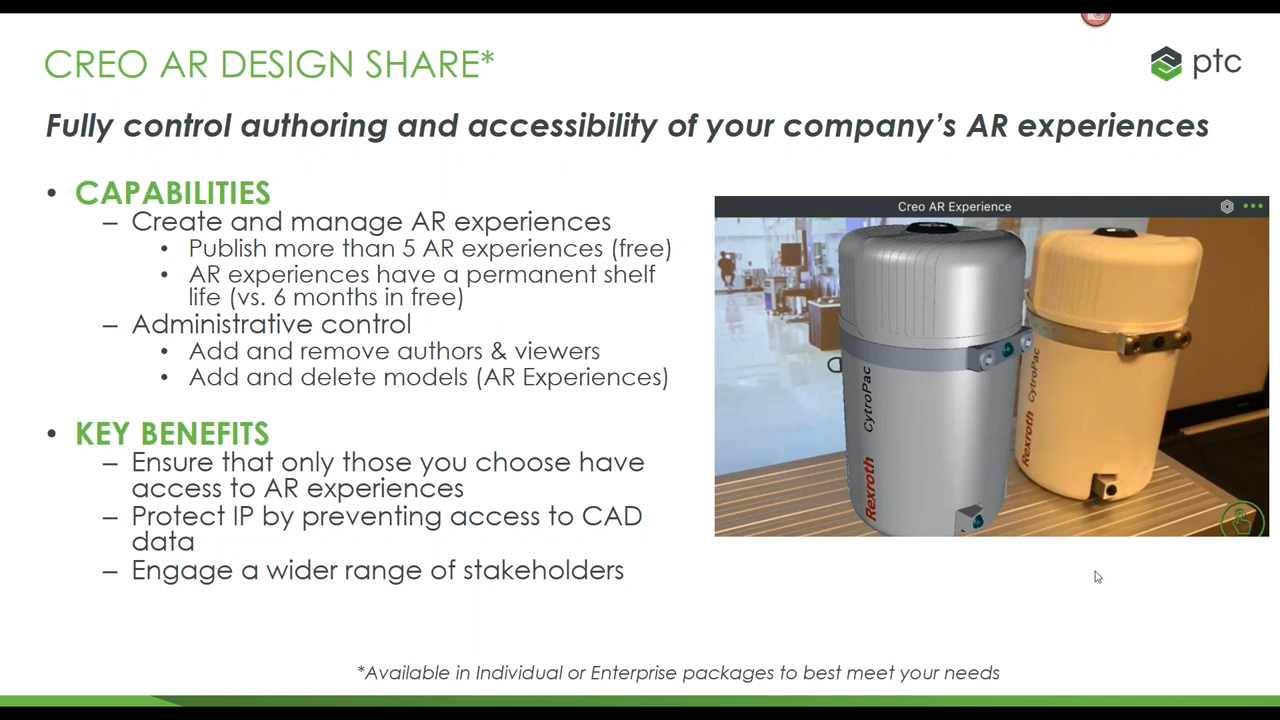 CREO AR DESIGN SHARE*
ptc
Fully control authoring and accessibility of your company's AR experiences
• CAPABILITIES
– Create and manage AR experiences
• Publish more than 5 AR experiences (free)
• AR experiences have a permanent shelf
life (vs. 6 months in free)
– Administrative control
• Add and remove authors & viewers
• Add and delete models (AR Experiences)
• KEY BENEFITS
– Ensure that only those you choose have
access to AR experiences
– Protect IP by preventing access to CAD
data
– Engage a wider range of stakeholders
Creo AR Experience
Rexroth CytroPac
Rexroth CytroPac
*Available in Individual or Enterprise packages to best meet your needs